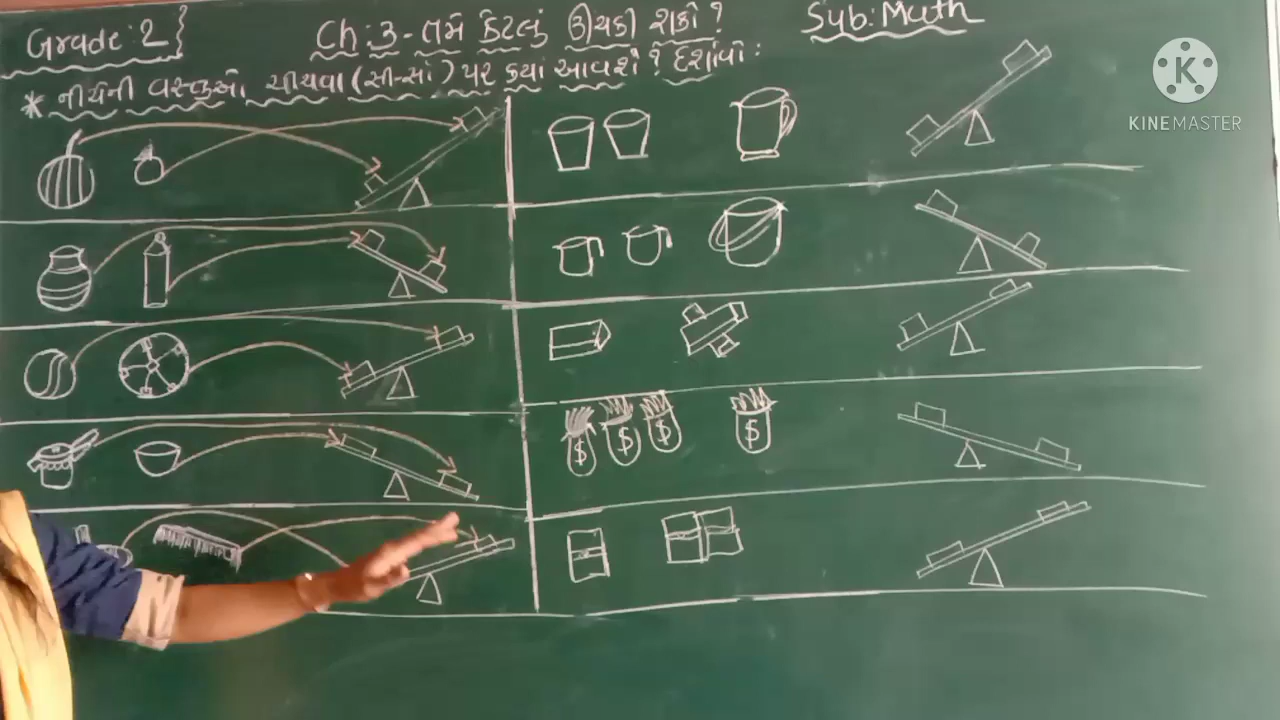 Grade: 2
Ch: 3 - તમે કેટલું ઊંચકી શકો ?
Sub: Math
* નીચેની વસ્તુઓ ચીચવા (સી-સો) પર ક્યાં આવશે ? દર્શાવો :
K
KINEMASTER
$ $ $ $